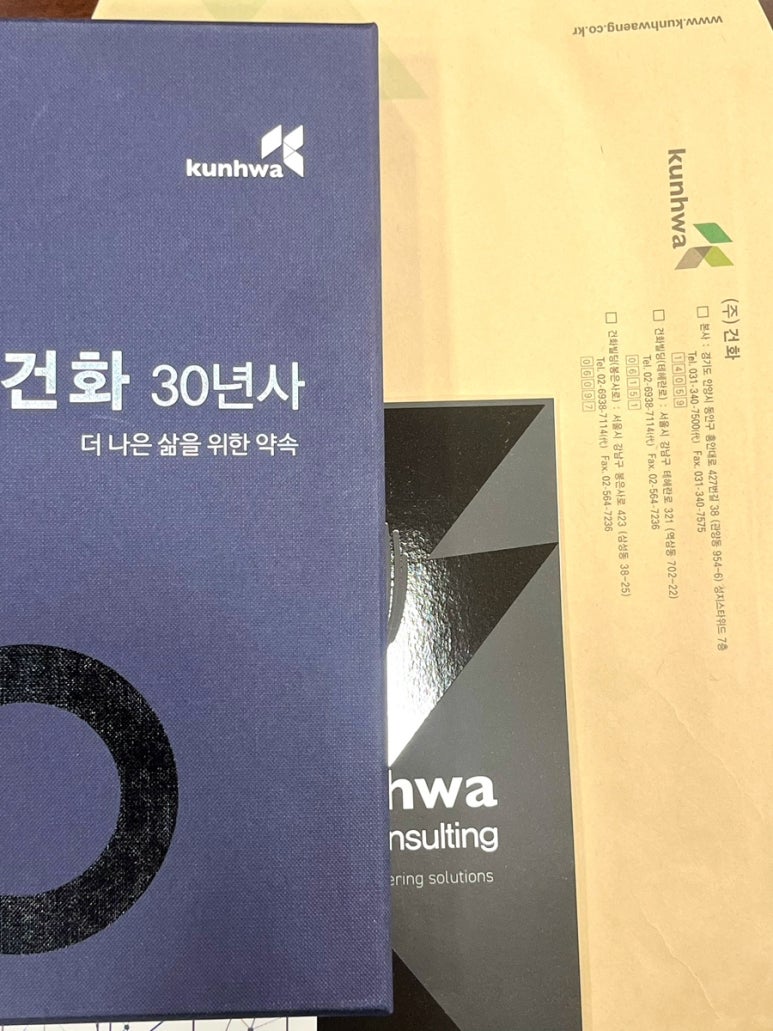 kunhwa
건화 30년사
더 나은 삶을 위한 약속
www.kunhwaeng.co.kr
kunhwa
(주) 건화
□ 본사 : 경기도 안양시 동안구 흥안대로 427번길 38 (관양동 954-6) 성지스타위드 7층
Tel. 031-340-7500(代) Fax. 031-340-7575
14059
□ 건화빌딩(테헤란로) : 서울시 강남구 테헤란로 321 (역삼동 702-22)
Tel. 02-6938-7114(代) Fax. 02-564-7236
06151
□ 건화빌딩(봉은사로) : 서울시 강남구 봉은사로 423 (삼성동 38-25)
Tel. 02-6938-7114(代) Fax. 02-564-7236
06097
hwa
nsulting
ering solutions